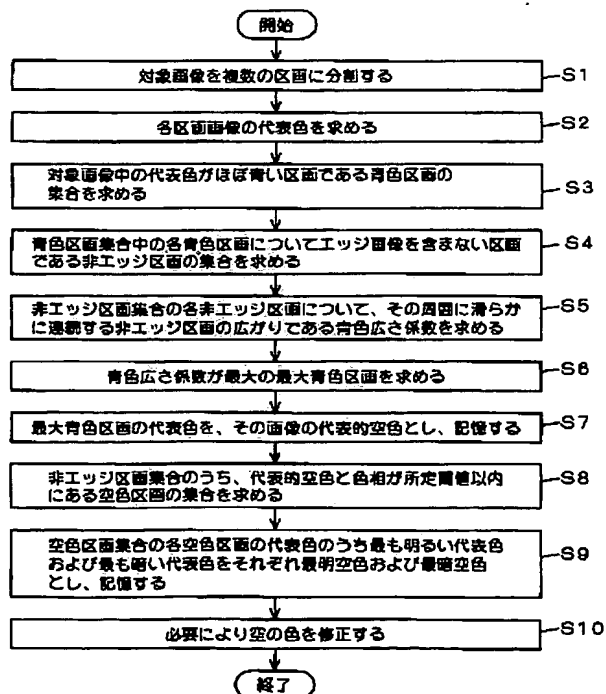 開始
対象画像を複数の区画に分割する
S1
各区画画像の代表色を求める
S2
対象画像中の代表色がほぼ青い区画である青色区画の
集合を求める
S3
青色区画集合中の各青色区画についてエッジ画像を含まない区画
である非エッジ区画の集合を求める
S4
非エッジ区画集合の各非エッジ区画について、その周囲に滑らか
に連続する非エッジ区画の広がりである青色広さ係数を求める
S5
青色広さ係数が最大の最大青色区画を求める
S6
最大青色区画の代表色を、その画像の代表的空色とし、記憶する
S7
非エッジ区画集合のうち、代表的空色と色相が所定閾値以内
にある空色区画の集合を求める
S8
空色区画集合の各空色区画の代表色のうち最も明るい代表色
および最も暗い代表色をそれぞれ最明空色および最暗空色
とし、記憶する
S9
必要により空の色を修正する
S10
終了